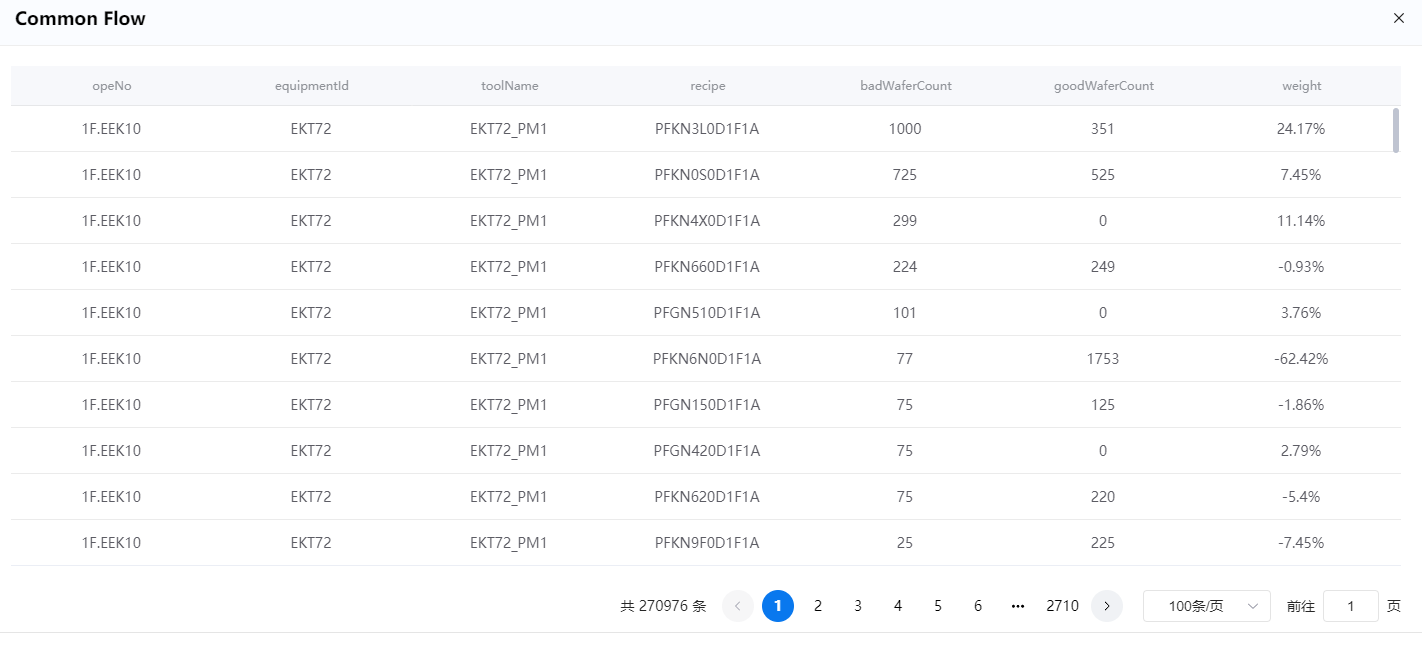 Common Flow
opeNo equipmentId toolName recipe badWaferCount goodWaferCount weight
1F.EEK10 EKT72 EKT72_PM1 PFKN3L0D1F1A 1000 351 24.17%
1F.EEK10 EKT72 EKT72_PM1 PFKN0S0D1F1A 725 525 7.45%
1F.EEK10 EKT72 EKT72_PM1 PFKN4X0D1F1A 299 0 11.14%
1F.EEK10 EKT72 EKT72_PM1 PFKN660D1F1A 224 249 -0.93%
1F.EEK10 EKT72 EKT72_PM1 PFGN510D1F1A 101 0 3.76%
1F.EEK10 EKT72 EKT72_PM1 PFKN6N0D1F1A 77 1753 -62.42%
1F.EEK10 EKT72 EKT72_PM1 PFGN150D1F1A 75 125 -1.86%
1F.EEK10 EKT72 EKT72_PM1 PFGN420D1F1A 75 0 2.79%
1F.EEK10 EKT72 EKT72_PM1 PFKN620D1F1A 75 220 -5.4%
1F.EEK10 EKT72 EKT72_PM1 PFKN9F0D1F1A 25 225 -7.45%
共 270976 条 1 2 3 4 5 6 ••• 2710 100条/页 前往 1 页